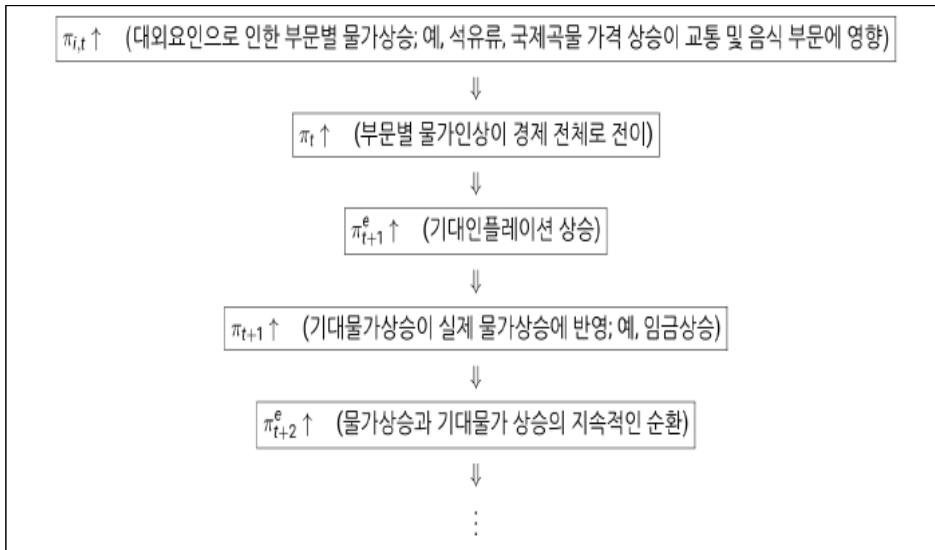 π_{i,t} ↑ (대외요인으로 인한 부문별 물가상승; 예, 석유류, 국제곡물 가격 상승이 교통 및 음식 부문에 영향)
⇓
π_t ↑ (부문별 물가인상이 경제 전체로 전이)
⇓
π^e_{t+1} ↑ (기대인플레이션 상승)
⇓
π_{t+1} ↑ (기대물가상승이 실제 물가상승에 반영; 예, 임금상승)
⇓
π^e_{t+2} ↑ (물가상승과 기대물가 상승의 지속적인 순환)
⇓
⋮